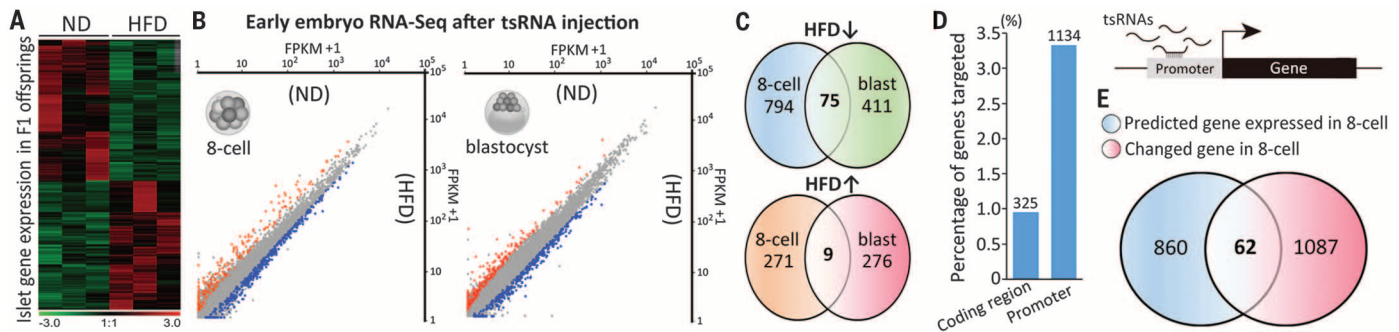 A
ND HFD
Islet gene expression in F1 offsprings
-3.0 1:1 3.0
B
Early embryo RNA-Seq after tsRNA injection
FPKM +1
1 10 10² 10³ 10⁴ 10⁵
(ND)
8-cell
10⁴
10³
10²
10
1
(HFD)
FPKM +1
FPKM +1
1 10 10² 10³ 10⁴ 10⁵
(ND)
blastocyst
10⁴
10³
10²
10
1
(HFD)
FPKM +1
C
HFD↓
8-cell
794
75
blast
411
HFD↑
8-cell
271
9
blast
276
D
(%)
Percentage of genes targeted
3.5
3.0
2.5
2.0
1.5
1.0
0.5
0
325
1134
Coding region
Promoter
tsRNAs
Promoter
Gene
E
Predicted gene expressed in 8-cell
Changed gene in 8-cell
860
62
1087